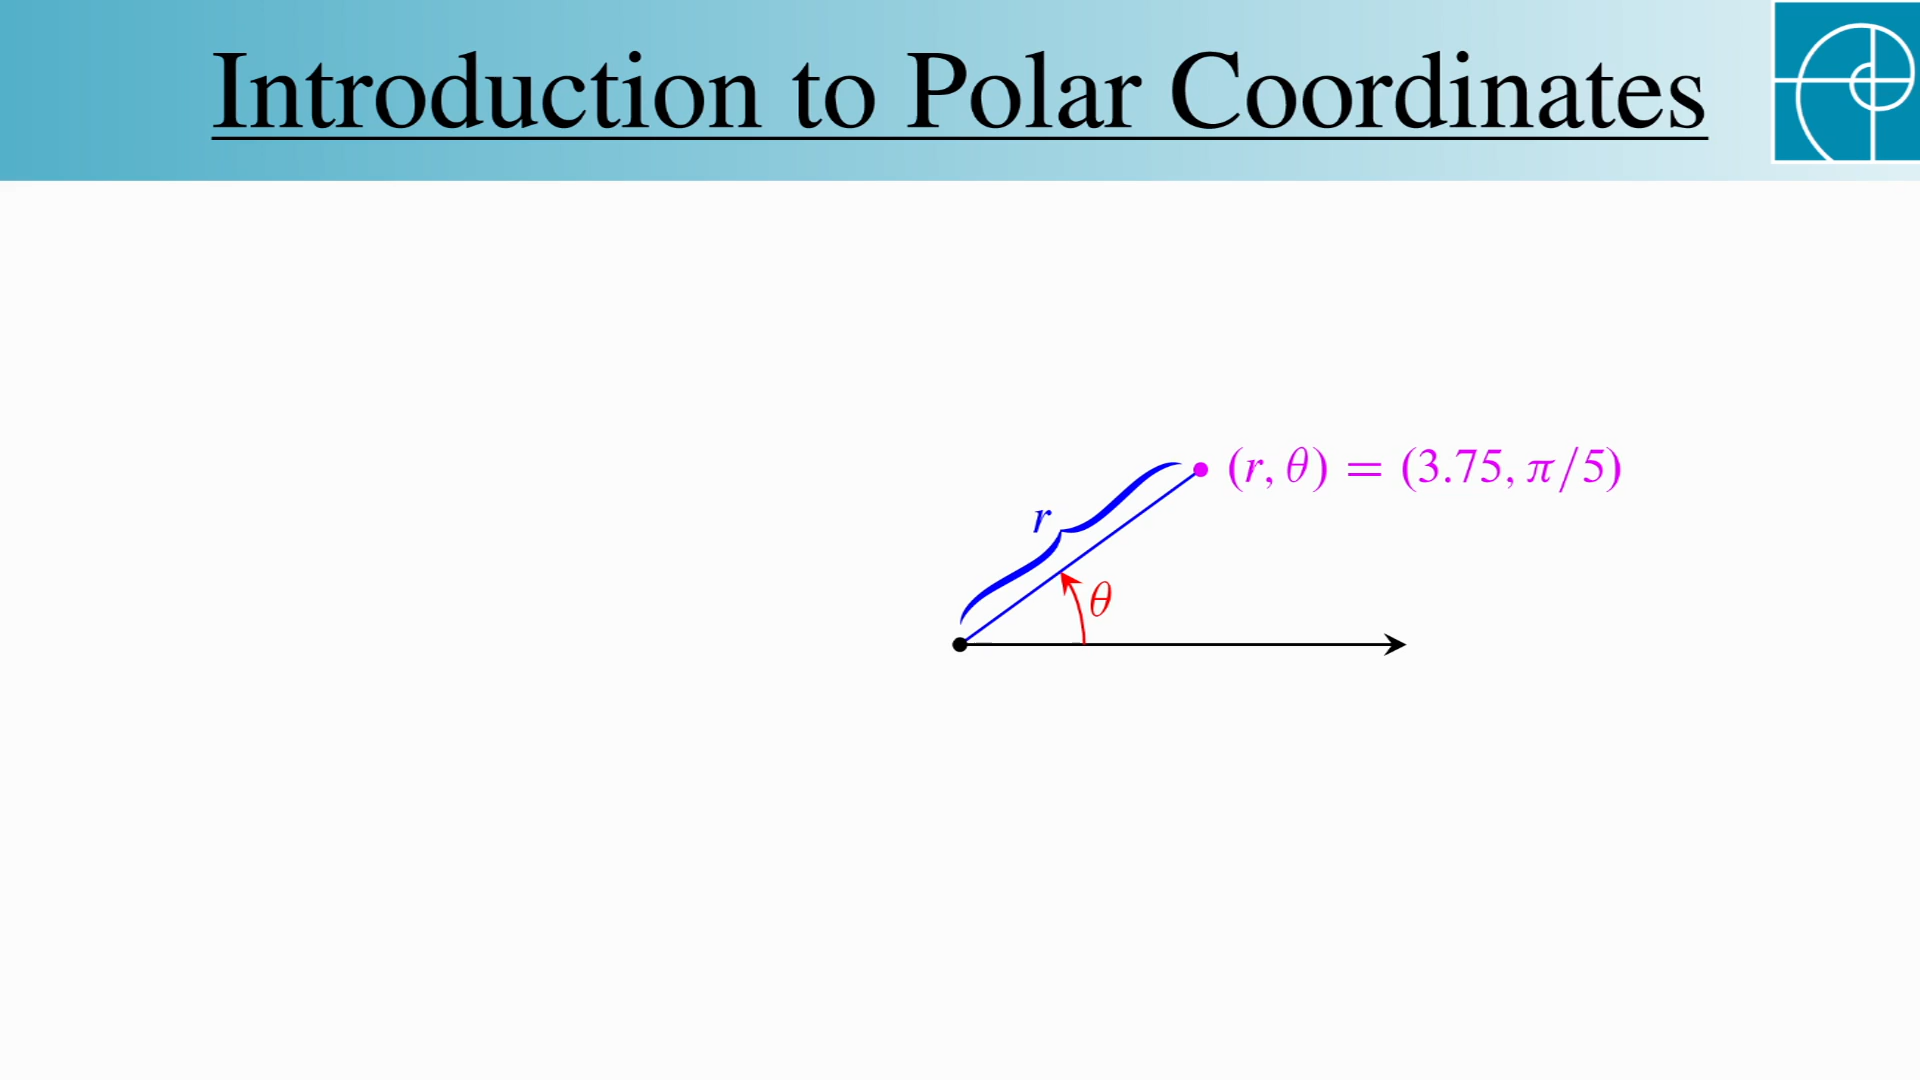 Introduction to Polar Coordinates
(r, θ) = (3.75, π/5)
r
θ